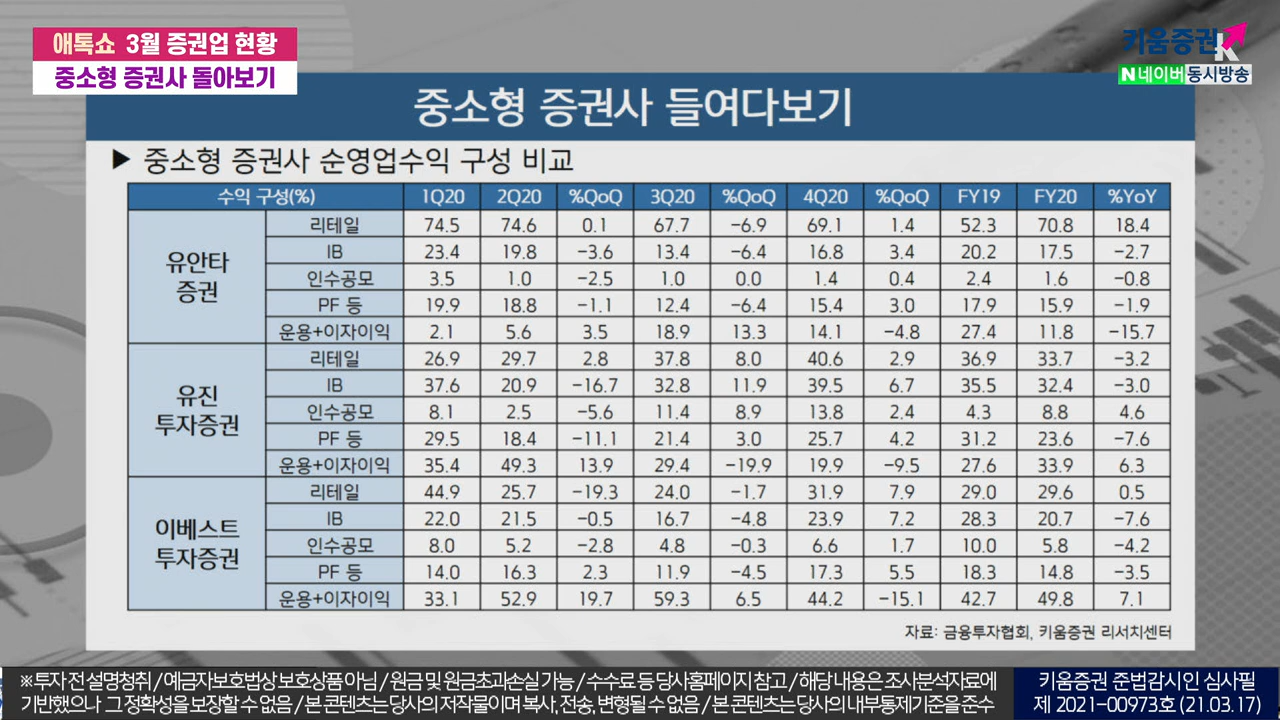 애톡쇼 3월 증권업 현황
중소형 증권사 돌아보기
키움증권
N 네이버 동시방송
중소형 증권사 들여다보기
▶ 중소형 증권사 순영업수익 구성 비교
수익 구성(%) 1Q20 2Q20 %QoQ 3Q20 %QoQ 4Q20 %QoQ FY19 FY20 %YoY
유안타
증권
리테일 74.5 74.6 0.1 67.7 −6.9 69.1 1.4 52.3 70.8 18.4
IB 23.4 19.8 −3.6 13.4 −6.4 16.8 3.4 20.2 17.5 −2.7
인수공모 3.5 1.0 −2.5 1.0 0.0 1.4 0.4 2.4 1.6 −0.8
PF 등 19.9 18.8 −1.1 12.4 −6.4 15.4 3.0 17.9 15.9 −1.9
운용+이자이익 2.1 5.6 3.5 18.9 13.3 14.1 −4.8 27.4 11.8 −15.7
유진
투자증권
리테일 26.9 29.7 2.8 37.8 8.0 40.6 2.9 36.9 33.7 −3.2
IB 37.6 20.9 −16.7 32.8 11.9 39.5 6.7 35.5 32.4 −3.0
인수공모 8.1 2.5 −5.6 11.4 8.9 13.8 2.4 4.3 8.8 4.6
PF 등 29.5 18.4 −11.1 21.4 3.0 25.7 4.2 31.2 23.6 −7.6
운용+이자이익 35.4 49.3 13.9 29.4 −19.9 19.9 −9.5 27.6 33.9 6.3
이베스트
투자증권
리테일 44.9 25.7 −19.3 24.0 −1.7 31.9 7.9 29.0 29.6 0.5
IB 22.0 21.5 −0.5 16.7 −4.8 23.9 7.2 28.3 20.7 −7.6
인수공모 8.0 5.2 −2.8 4.8 −0.3 6.6 1.7 10.0 5.8 −4.2
PF 등 14.0 16.3 2.3 11.9 −4.5 17.3 5.5 18.3 14.8 −3.5
운용+이자이익 33.1 52.9 19.7 59.3 6.5 44.2 −15.1 42.7 49.8 7.1
자료: 금융투자협회, 키움증권 리서치센터
※ 투자 전 설명청취 / 예금자보호법상 보호상품 아님 / 원금 및 원금초과손실 가능 / 수수료 등 당사홈페이지 참고 / 해당 내용은 조사분석자료에
기반했으나 그 정확성을 보장할 수 없음 / 본 콘텐츠는 당사의 저작물이며 복사, 전송, 변형될 수 없음 / 본 콘텐츠는 당사의 내부통제기준을 준수
키움증권 준법감시인 심사필
제 2021-00973호 (21.03.17)